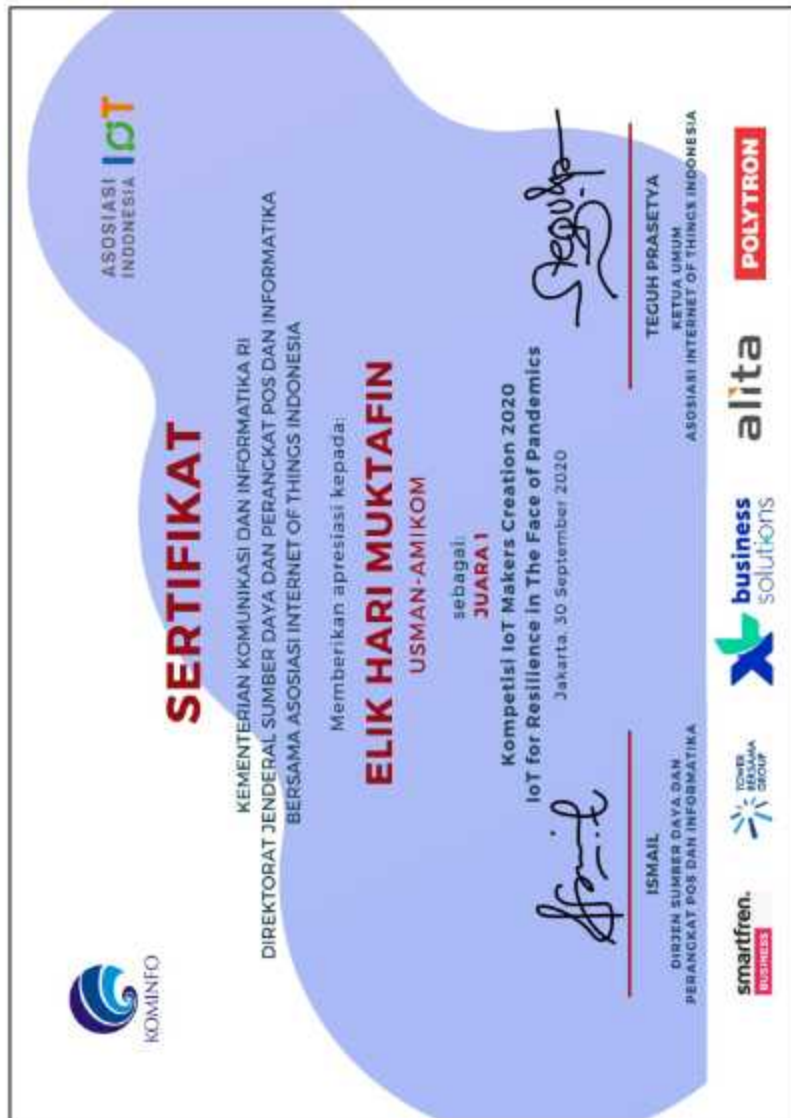 KOMINFO
ASOSIASI IoT
INDONESIA
SERTIFIKAT
KEMENTERIAN KOMUNIKASI DAN INFORMATIKA RI
DIREKTORAT JENDERAL SUMBER DAYA DAN PERANGKAT POS DAN INFORMATIKA
BERSAMA ASOSIASI INTERNET OF THINGS INDONESIA
Memberikan apresiasi kepada:
ELIK HARI MUKTAFIN
USMAN-AMIKOM
sebagai:
JUARA 1
Kompetisi IoT Makers Creation 2020
IoT for Resilience in The Face of Pandemics
Jakarta, 30 September 2020
ISMAIL
DIRJEN SUMBER DAYA DAN
PERANGKAT POS DAN INFORMATIKA
TEGUH PRASETYA
KETUA UMUM
ASOSIASI INTERNET OF THINGS INDONESIA
smartfren.
BUSINESS
TOWER
BERSAMA
GROUP
XL business
solutions
alita
POLYTRON